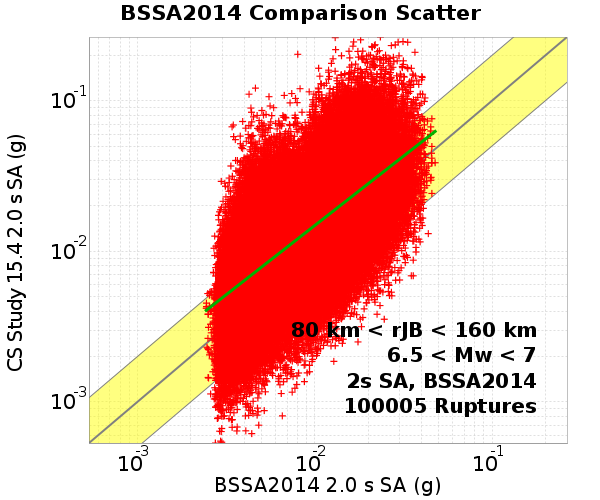 BSSA2014 Comparison Scatter
CS Study 15.4 2.0 s SA (g)
10-1
10-2
10-3
80 km < rJB < 160 km
6.5 < Mw < 7
2s SA, BSSA2014
100005 Ruptures
10-3 10-2 10-1
BSSA2014 2.0 s SA (g)